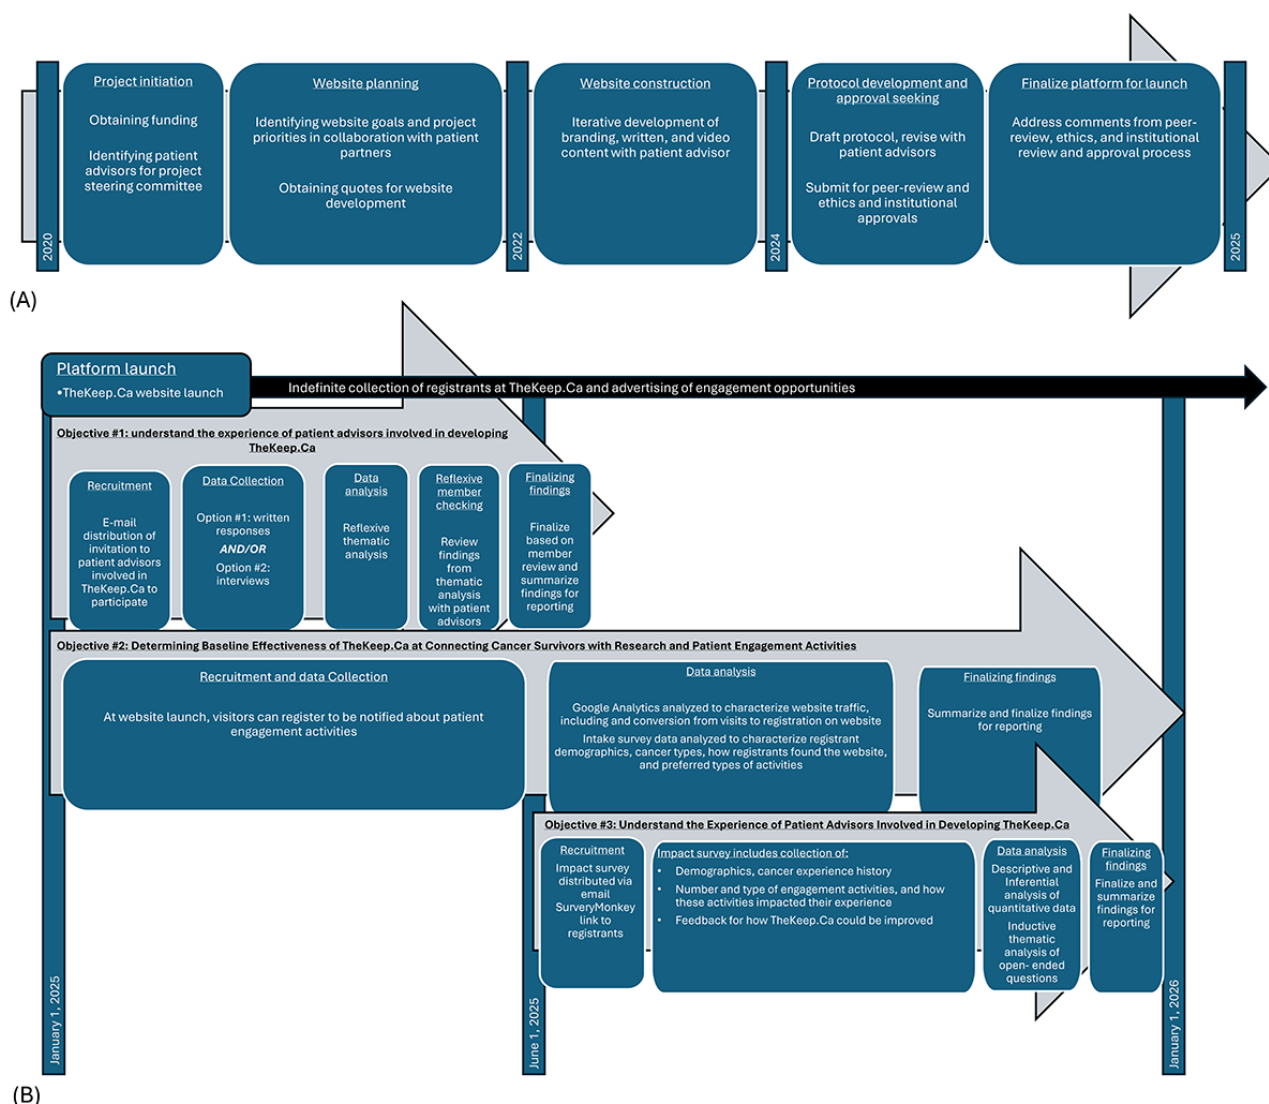 Project initiation
Obtaining funding
Identifying patient
advisors for project
steering committee
Website planning
Identifying website goals and project
priorities in collaboration with patient
partners
Obtaining quotes for website
development
Website construction
Iterative development of
branding, written, and video
content with patient advisor
Protocol development and
approval seeking
Draft protocol, revise with
patient advisors
Submit for peer-review and
ethics and institutional
approvals
Finalize platform for launch
Address comments from peer-
review, ethics, and institutional
review and approval process
2020
2022
2024
2025
(A)
Platform launch
•TheKeep.Ca website launch
Indefinite collection of registrants at TheKeep.Ca and advertising of engagement opportunities
Objective #1: understand the experience of patient advisors involved in developing
TheKeep.Ca
Recruitment
E-mail
distribution of
invitation to
patient advisors
involved in
TheKeep.Ca to
participate
Data Collection
Option #1: written
responses
AND/OR
Option #2:
interviews
Data
analysis
Reflexive
thematic
analysis
Reflexive
member
checking
Review
findings
from
thematic
analysis
with patient
advisors
Finalizing
findings
Finalize
based on
member
review and
summarize
findings for
reporting
Objective #2: Determining Baseline Effectiveness of TheKeep.Ca at Connecting Cancer Survivors with Research and Patient Engagement Activities
Recruitment and data Collection
At website launch, visitors can register to be notified about patient
engagement activities
Data analysis
Google Analytics analyzed to characterize website traffic,
including and conversion from visits to registration on website
Intake survey data analyzed to characterize registrant
demographics, cancer types, how registrants found the website,
and preferred types of activities
Finalizing findings
Summarize and finalize findings
for reporting
Objective #3: Understand the Experience of Patient Advisors Involved in Developing TheKeep.Ca
Recruitment
Impact survey
distributed via
email
SurveryMonkey
link to
registrants
Impact survey includes collection of:
• Demographics, cancer experience history
• Number and type of engagement activities, and how
these activities impacted their experience
• Feedback for how TheKeep.Ca could be improved
Data analysis
Descriptive and
Inferential
analysis of
quantitative data
Inductive
thematic
analysis of
open- ended
questions
Finalizing
findings
Finalize and
summarize
findings for
reporting
January 1, 2025
June 1, 2025
January 1, 2026
(B)